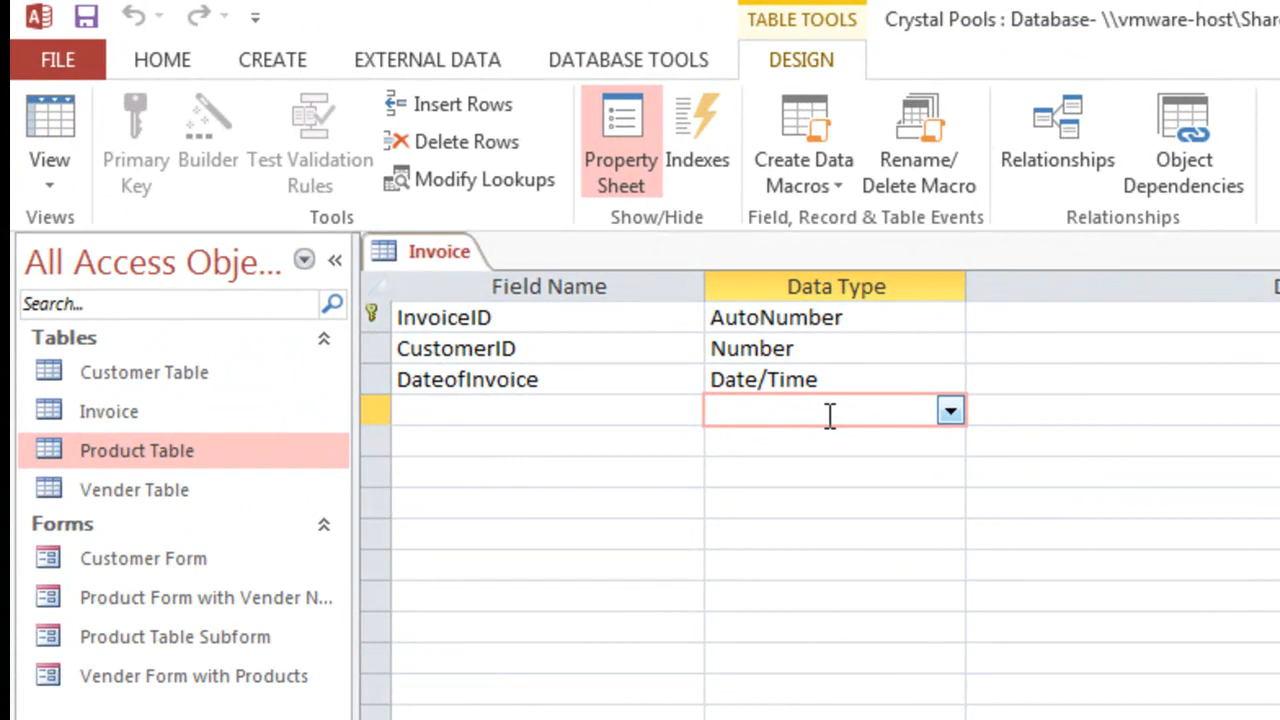 Crystal Pools : Database- \\vmware-host\Shar
TABLE TOOLS
FILE HOME CREATE EXTERNAL DATA DATABASE TOOLS DESIGN
View
Primary Key
Builder
Test Validation Rules
Insert Rows
Delete Rows
Modify Lookups
Property Sheet
Indexes
Create Data Macros
Rename/ Delete Macro
Relationships
Object Dependencies
Views Tools Show/Hide Field, Record & Table Events Relationships
All Access Obje...
Search...
Tables
Customer Table
Invoice
Product Table
Vender Table
Forms
Customer Form
Product Form with Vender N...
Product Table Subform
Vender Form with Products
Invoice
Field Name Data Type D
InvoiceID AutoNumber
CustomerID Number
DateofInvoice Date/Time